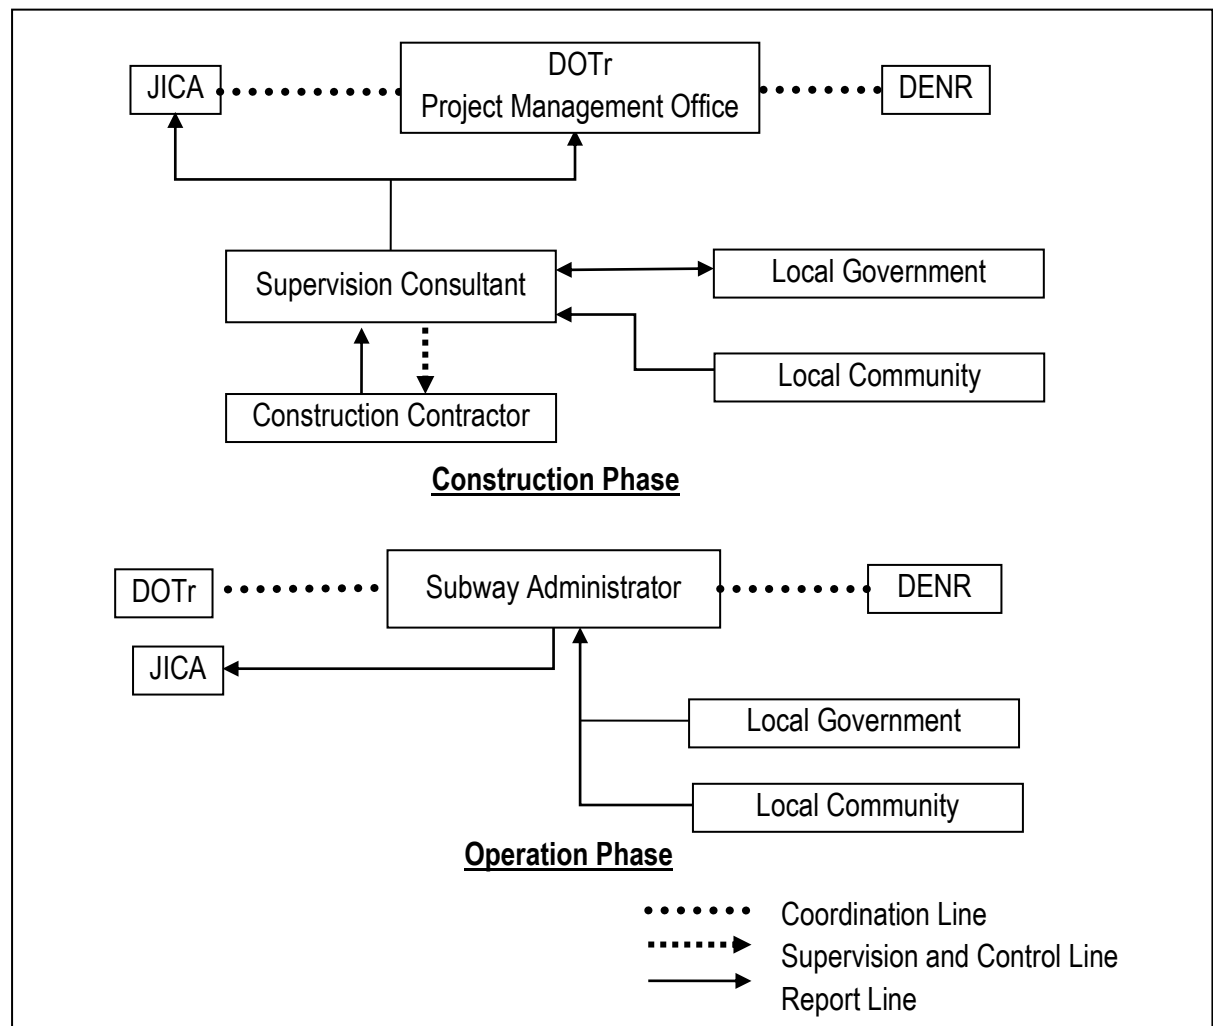 JICA
DOTr
Project Management Office
DENR
Supervision Consultant
Local Government
Local Community
Construction Contractor
Construction Phase
DOTr
Subway Administrator
DENR
JICA
Local Government
Local Community
Operation Phase
Coordination Line
Supervision and Control Line
Report Line